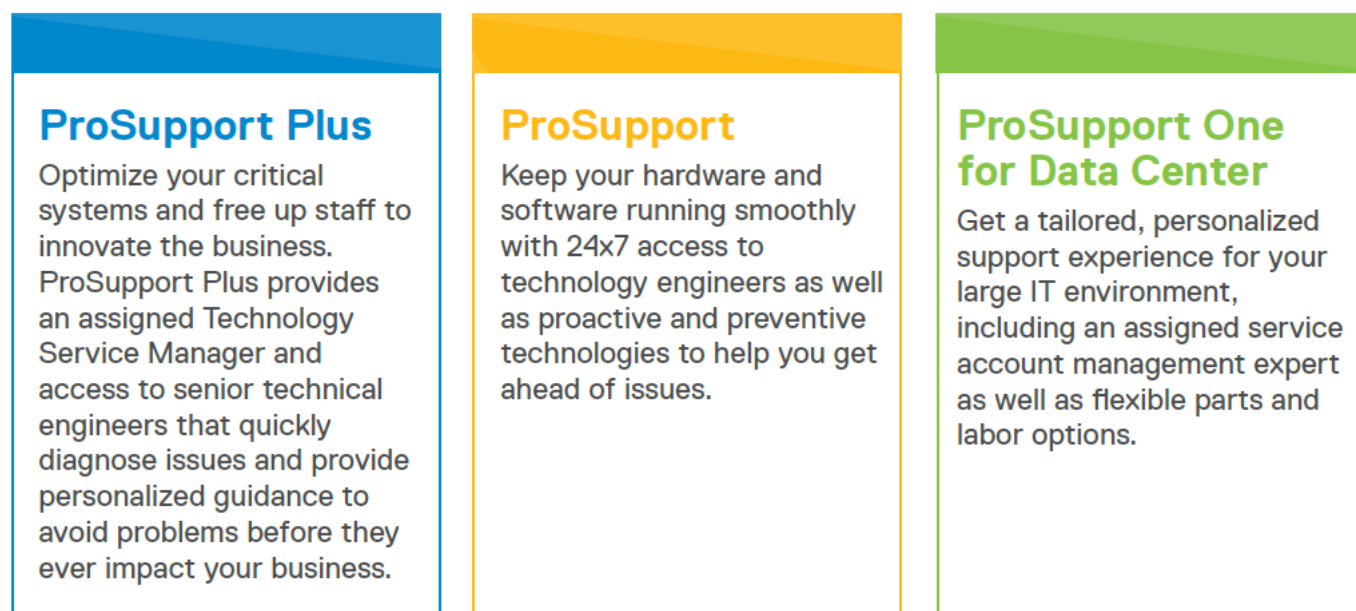 ProSupport Plus
Optimize your critical
systems and free up staff to
innovate the business.
ProSupport Plus provides
an assigned Technology
Service Manager and
access to senior technical
engineers that quickly
diagnose issues and provide
personalized guidance to
avoid problems before they
ever impact your business.
ProSupport
Keep your hardware and
software running smoothly
with 24x7 access to
technology engineers as well
as proactive and preventive
technologies to help you get
ahead of issues.
ProSupport One
for Data Center
Get a tailored, personalized
support experience for your
large IT environment,
including an assigned service
account management expert
as well as flexible parts and
labor options.